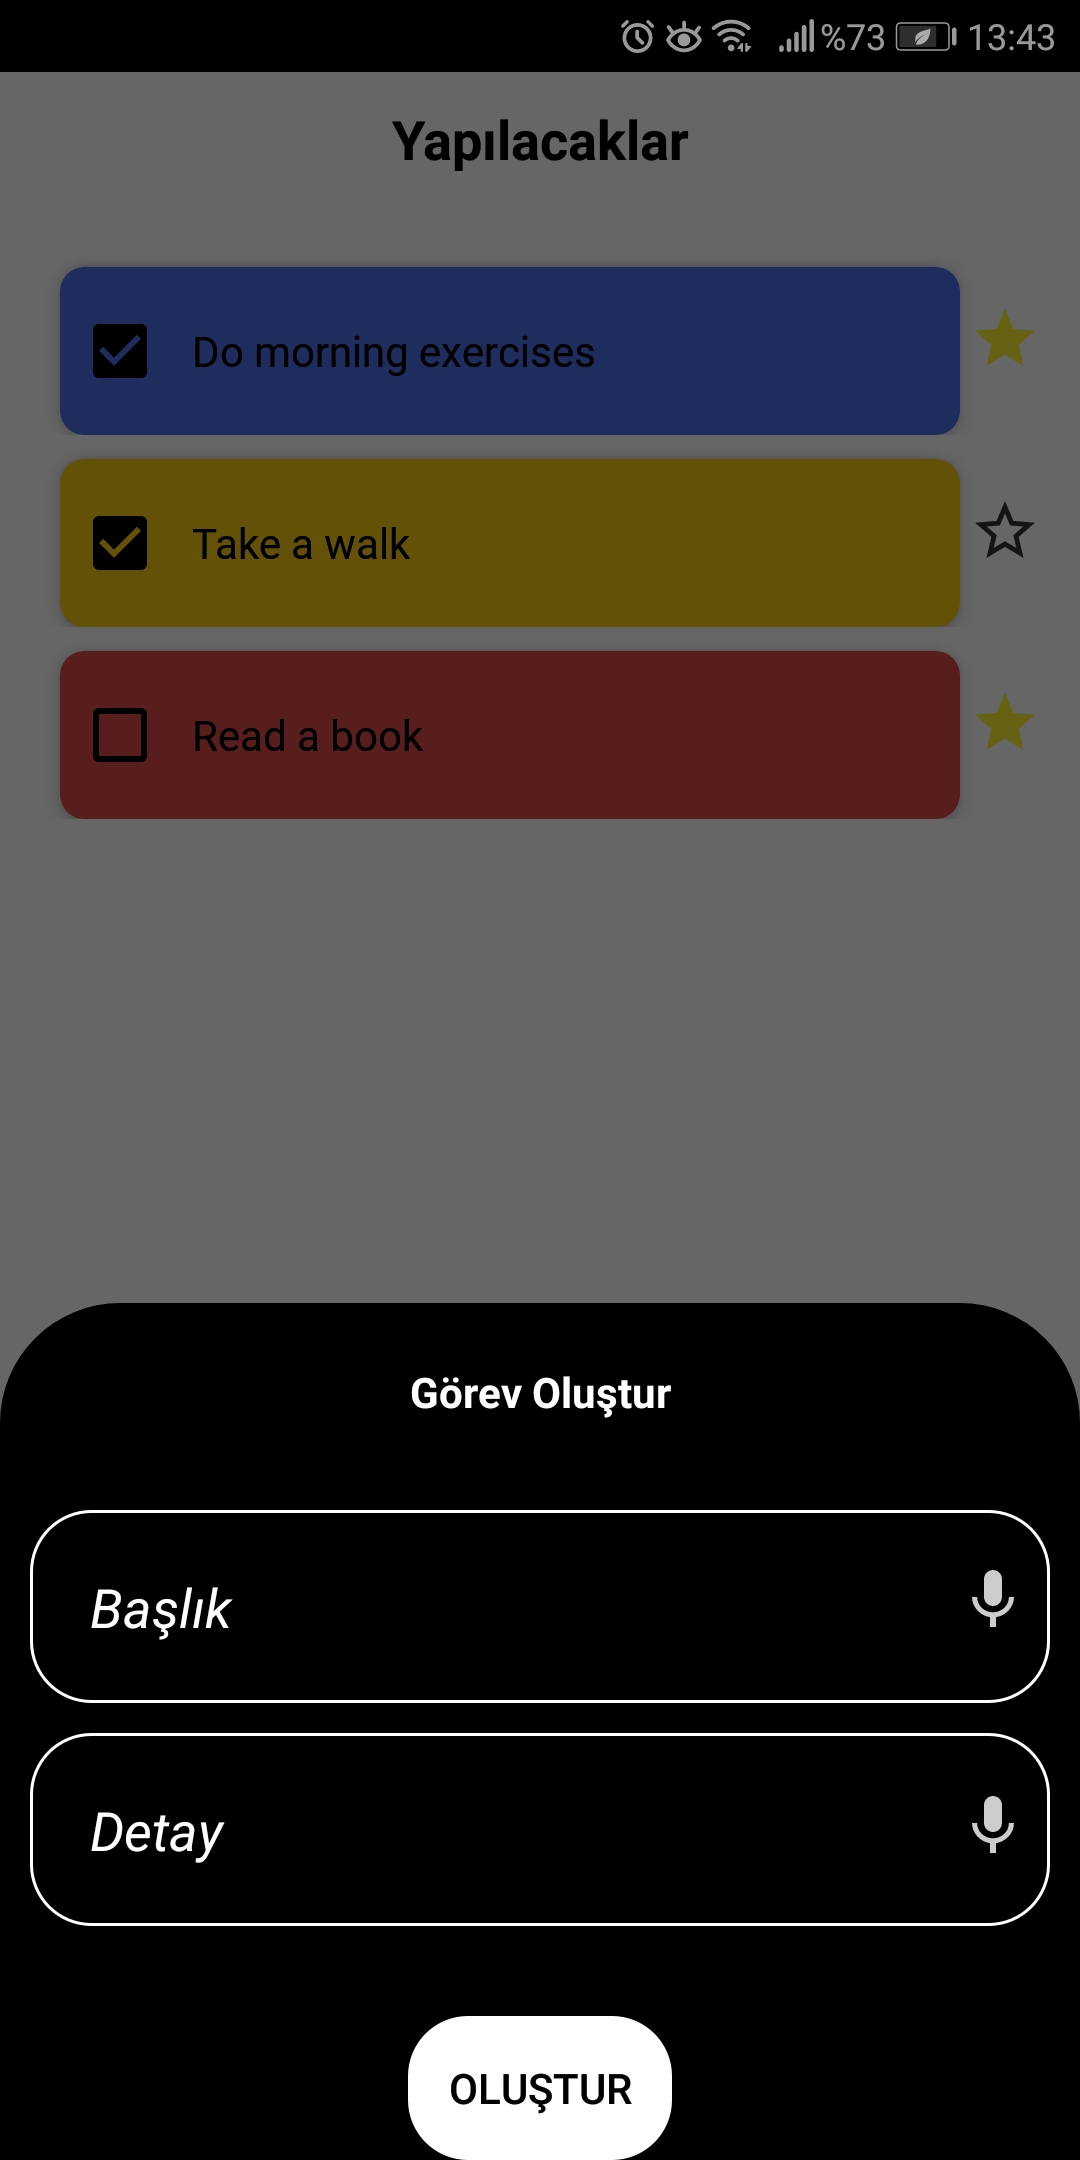 %73 13:43
Yapılacaklar
Do morning exercises
Take a walk
Read a book
Görev Oluştur
Başlık
Detay
OLUŞTUR